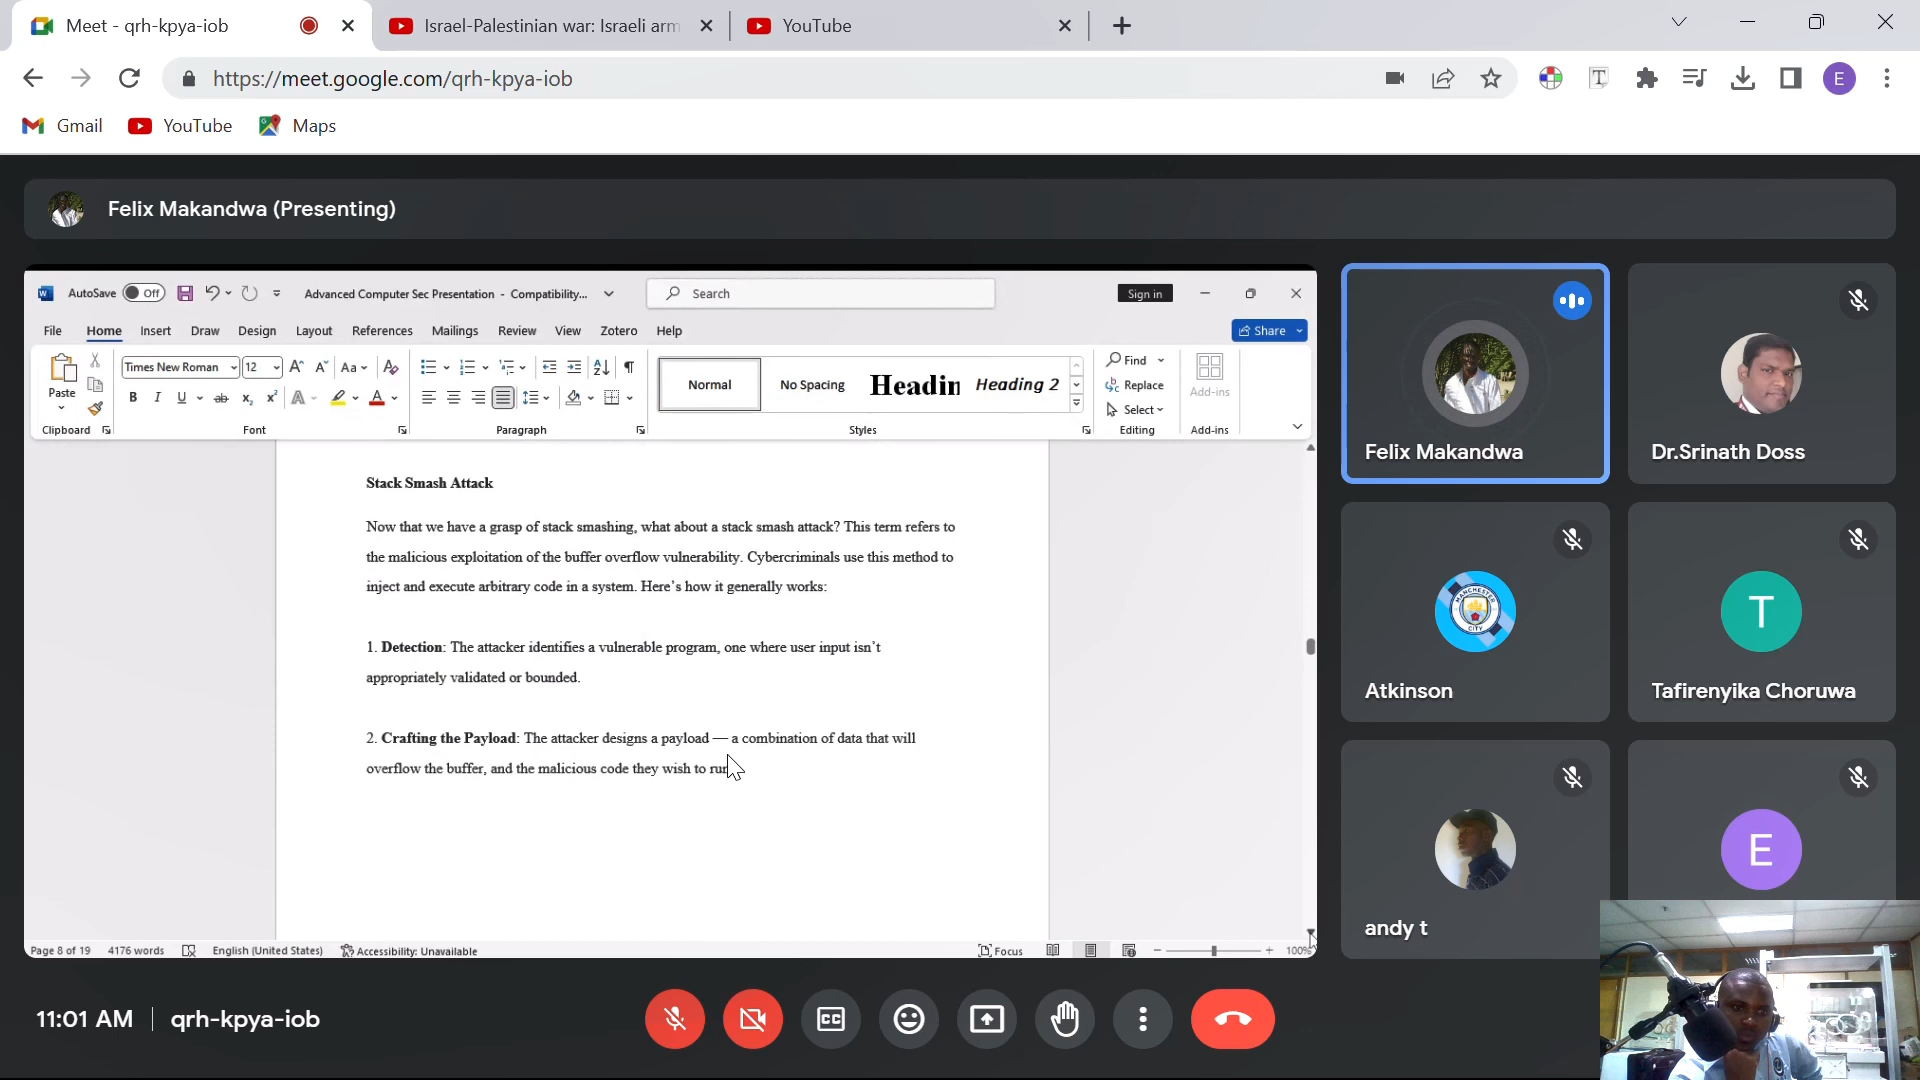 Meet - qrh-kpya-iob
Israel-Palestinian war: Israeli arm
YouTube
https://meet.google.com/qrh-kpya-iob
E
Gmail
YouTube
Maps
Felix Makandwa (Presenting)
AutoSave Off
Advanced Computer Sec Presentation - Compatibility...
Search
Sign in
File Home Insert Draw Design Layout References Mailings Review View Zotero Help
Share
Paste
Times New Roman 12
Normal
No Spacing
Headin
Heading 2
Find
Replace
Select
Add-ins
Clipboard
Font
Paragraph
Styles
Editing
Add-ins
Stack Smash Attack
Now that we have a grasp of stack smashing, what about a stack smash attack? This term refers to
the malicious exploitation of the buffer overflow vulnerability. Cybercriminals use this method to
inject and execute arbitrary code in a system. Here's how it generally works:
1. Detection: The attacker identifies a vulnerable program, one where user input isn't
appropriately validated or bounded.
2. Crafting the Payload: The attacker designs a payload — a combination of data that will
overflow the buffer, and the malicious code they wish to run
Page 8 of 19 4176 words English (United States) Accessibility: Unavailable
Focus
100%
Felix Makandwa
Dr.Srinath Doss
MANCHESTER
CITY
Atkinson
T
Tafirenyika Choruwa
andy t
E
11:01 AM qrh-kpya-iob
CC